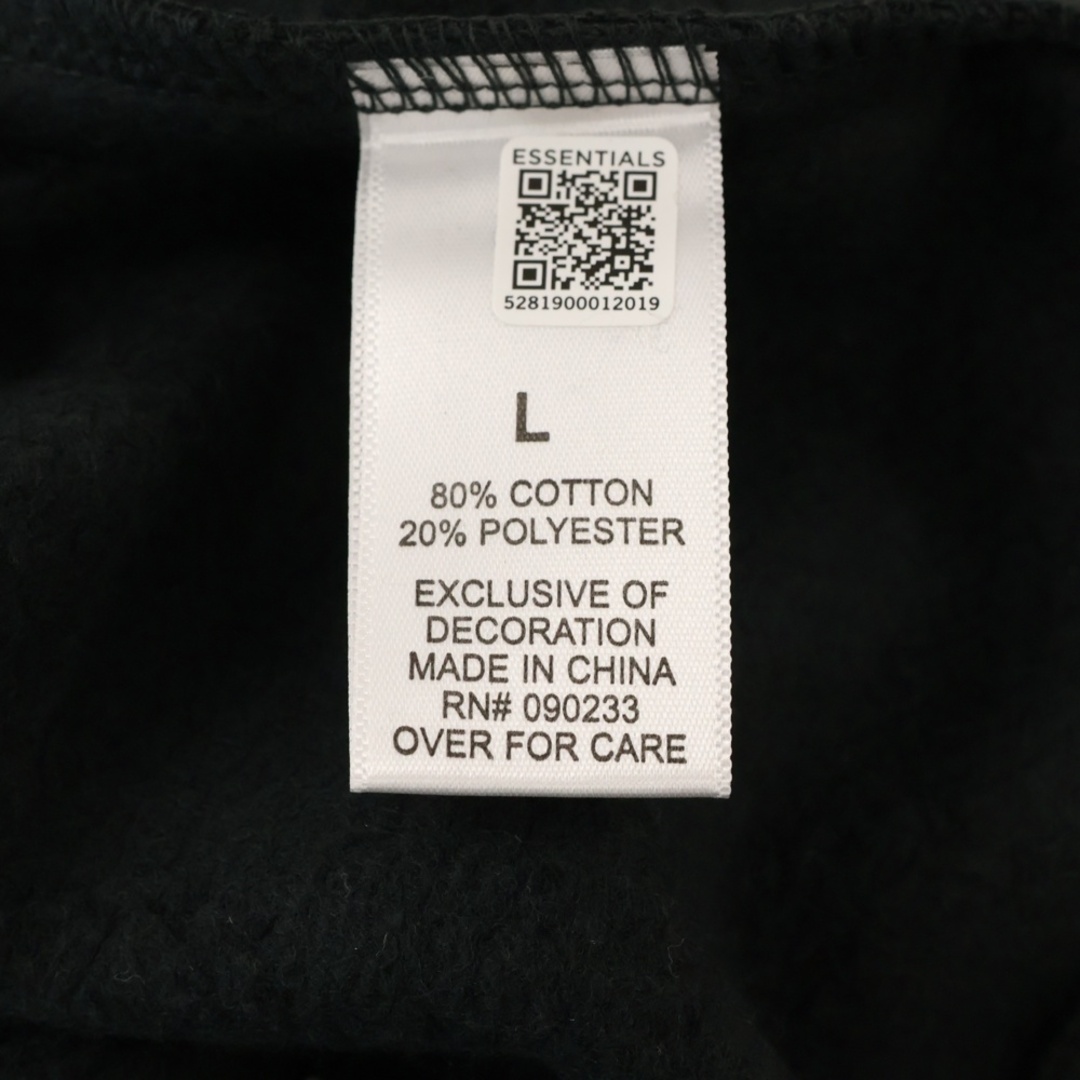 ESSENTIALS
5281900012019
L
80% COTTON
20% POLYESTER
EXCLUSIVE OF
DECORATION
MADE IN CHINA
RN# 090233
OVER FOR CARE